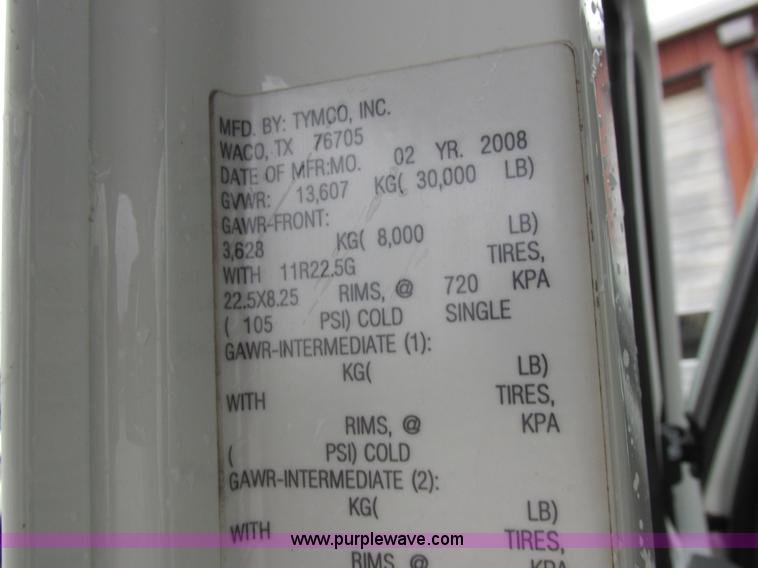 MFD. BY: TYMCO, INC.
WACO, TX 76705
DATE OF MFR:MO. 02 YR. 2008
GVWR: 13,607 KG( 30,000 LB)
GAWR-FRONT:
3,628 KG( 8,000 LB)
WITH 11R22.5G TIRES,
22.5X8.25 RIMS, @ 720 KPA
( 105 PSI) COLD SINGLE
GAWR-INTERMEDIATE (1):
KG( LB)
WITH TIRES,
RIMS, @ KPA
( PSI) COLD
GAWR-INTERMEDIATE (2):
KG( LB)
WITH TIRES,
www.purplewave.com
RIMS, @ KPA